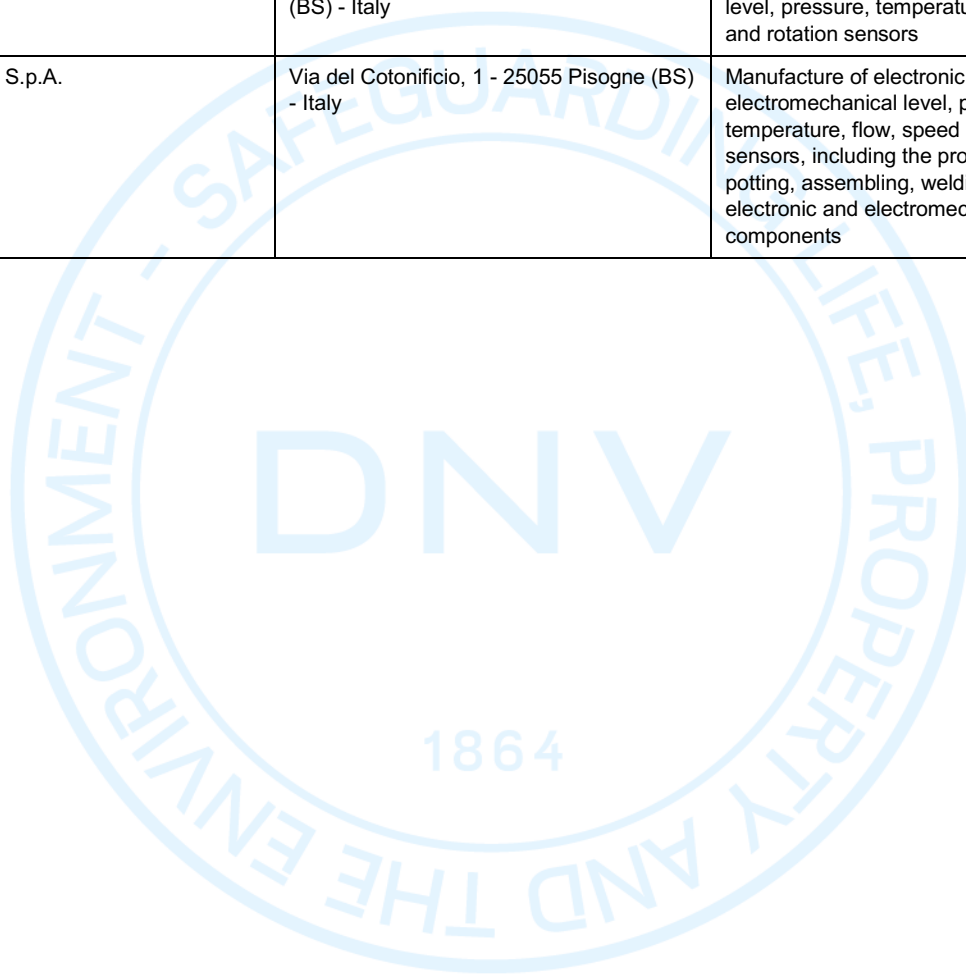 (BS) - Italy
level, pressure, temperatu
and rotation sensors
S.p.A.
Via del Cotonificio, 1 - 25055 Pisogne (BS)
- Italy
Manufacture of electronic
electromechanical level, p
temperature, flow, speed
sensors, including the pro
potting, assembling, weldi
electronic and electromec
components
SAFEGUARDING LIFE, PROPERTY AND THE ENVIRONMENT -
DNV
1864